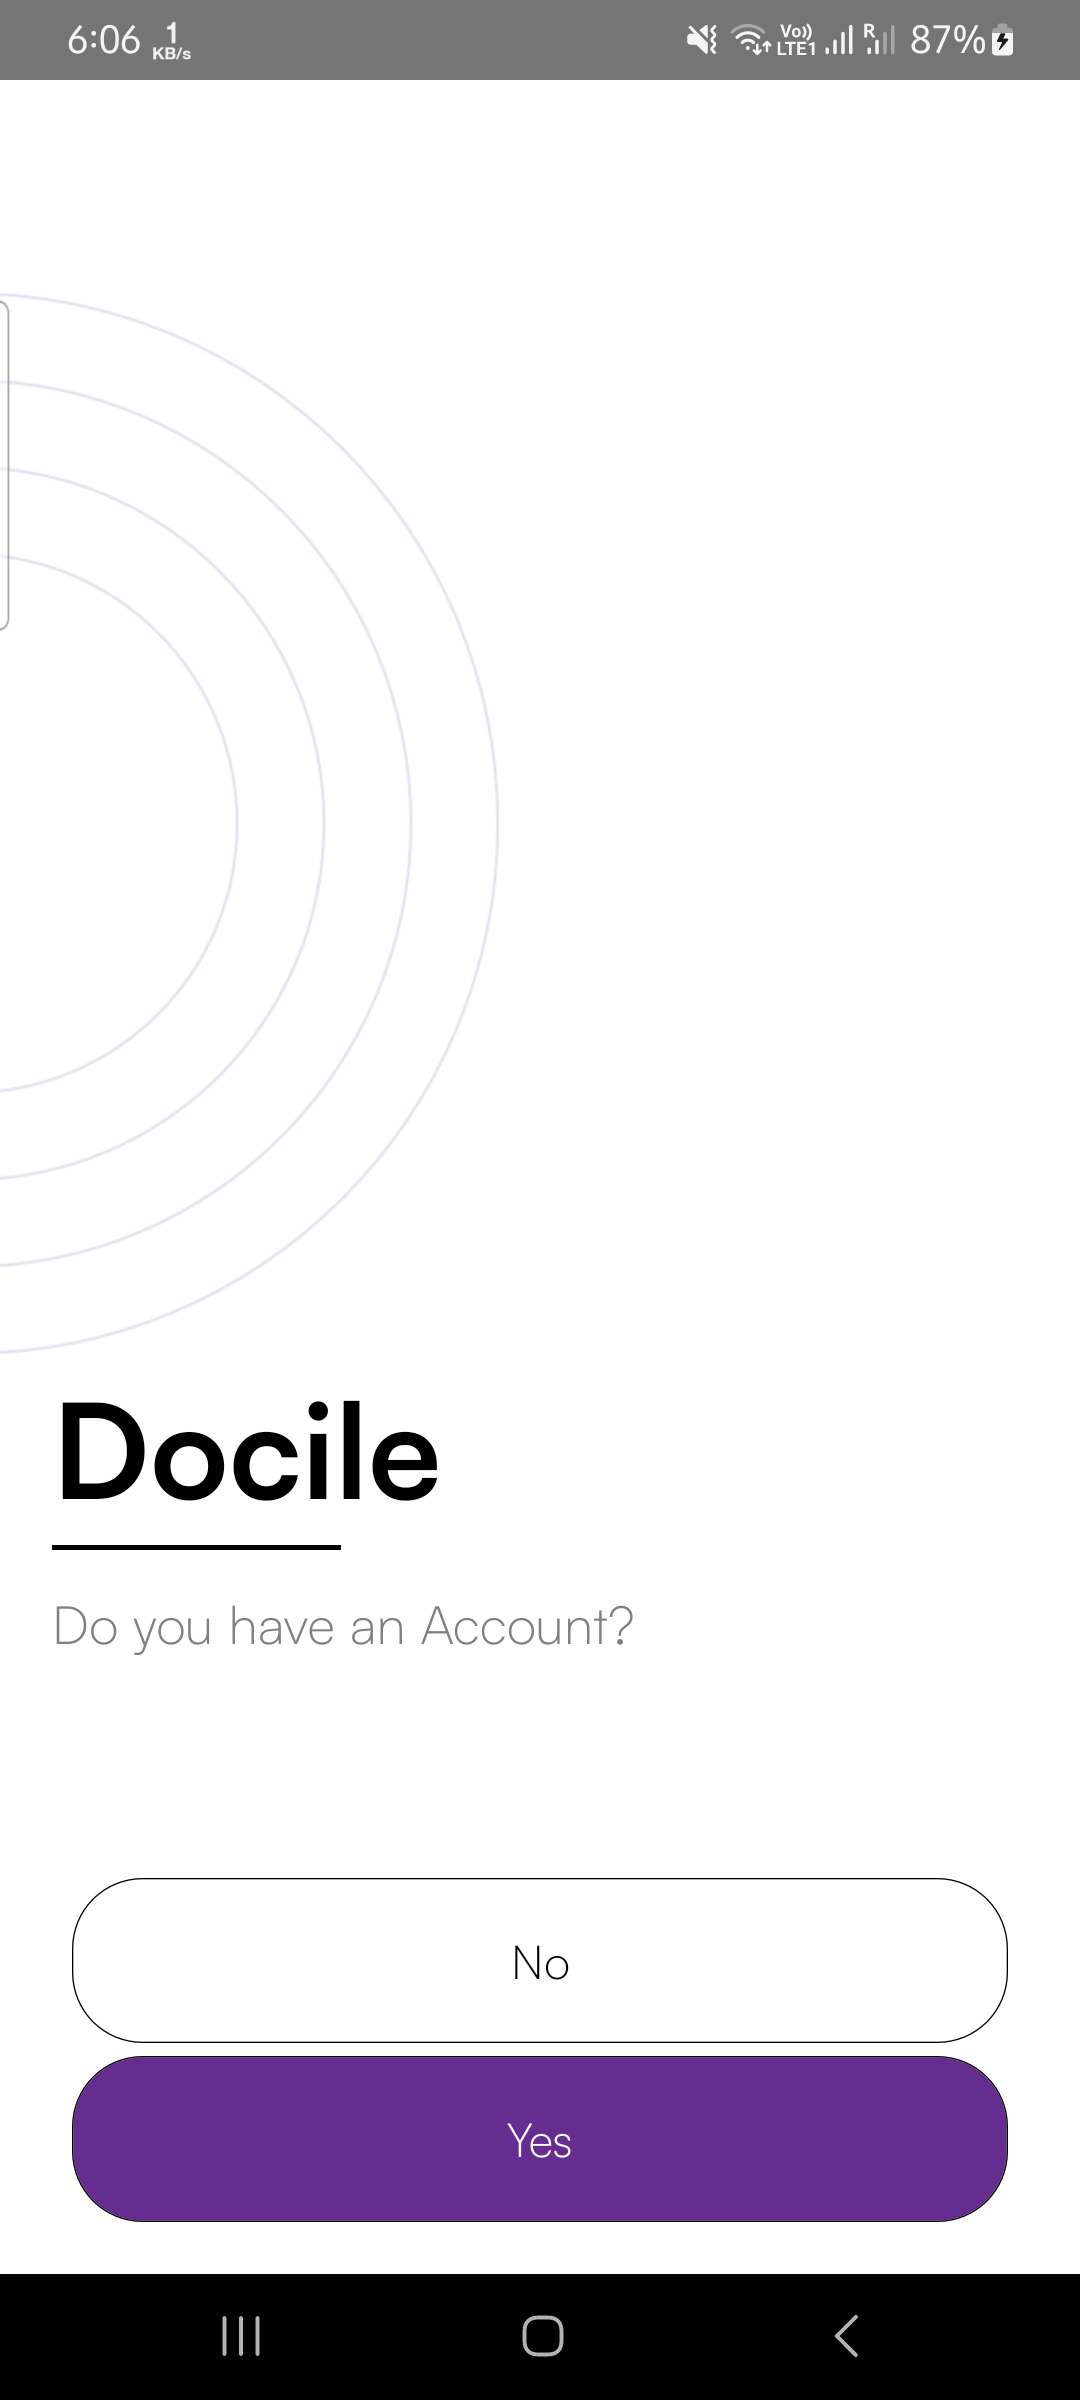 6:06 1 KB/s Vo)) LTE1 R 87%
Docile
Do you have an Account?
No
Yes